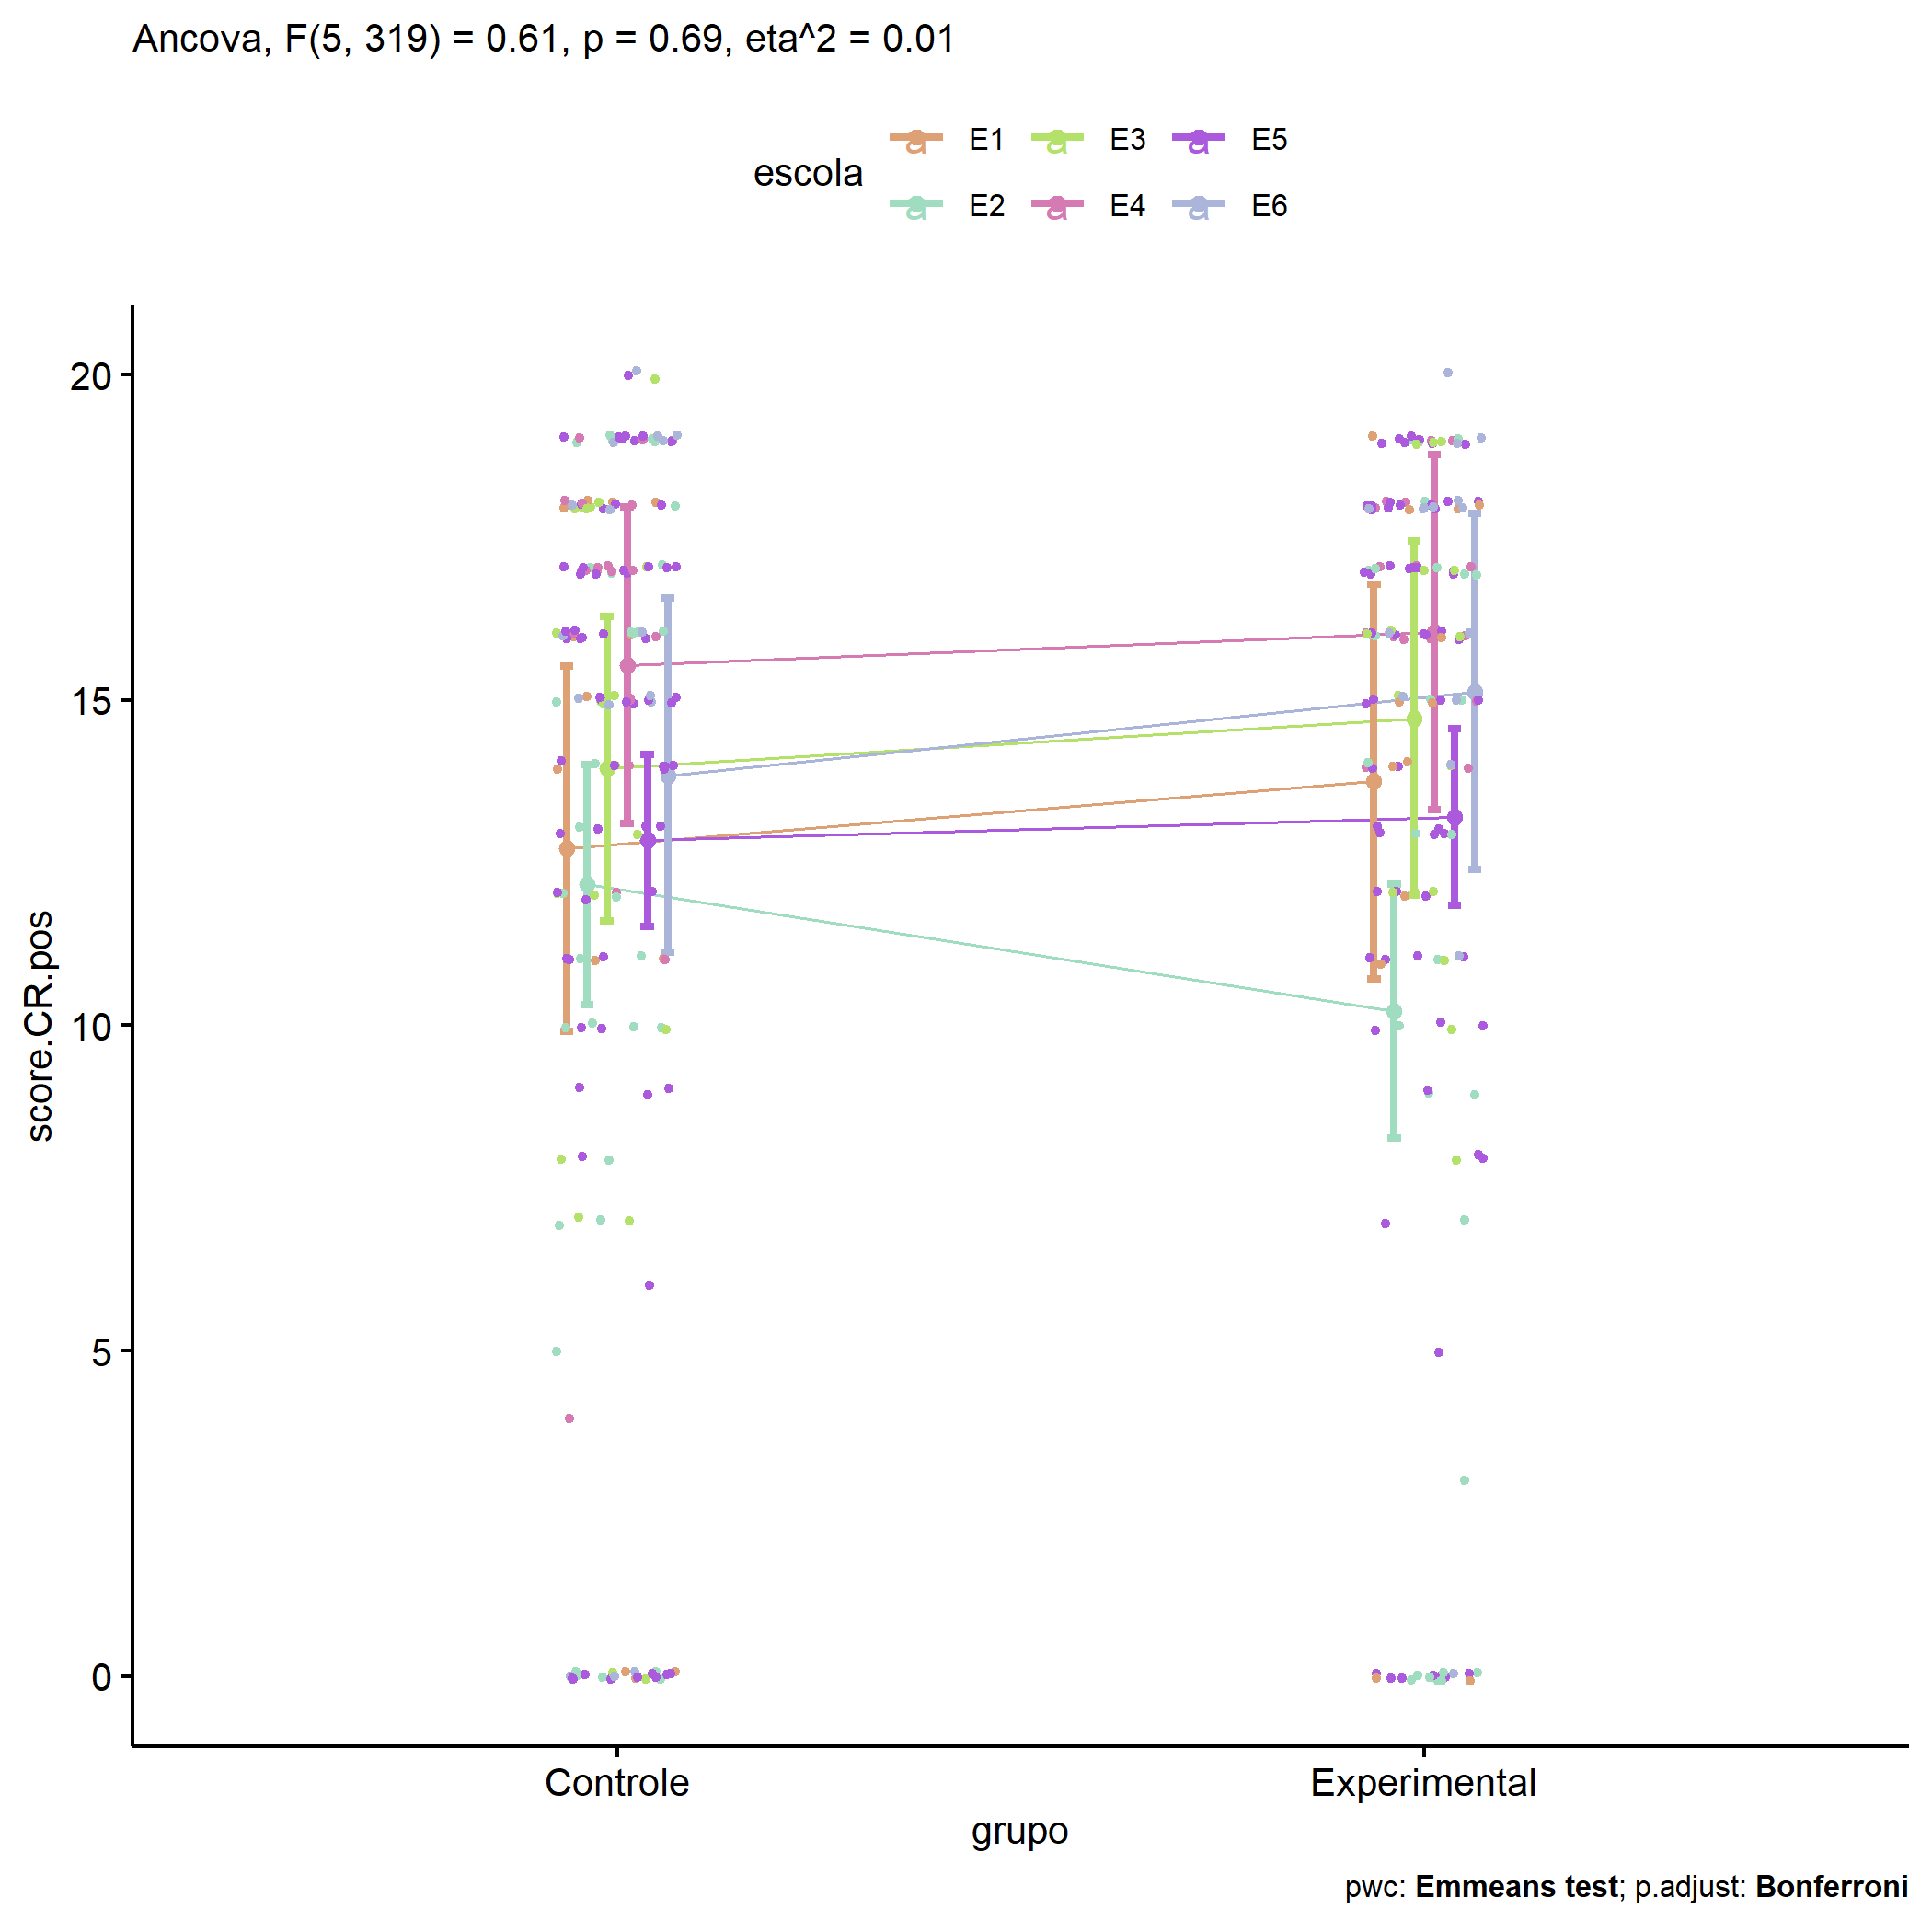 Ancova, F(5, 319) = 0.61, p = 0.69, eta^2 = 0.01
escola
a E1 a E3 a E5
a E2 a E4 a E6
score.CR.pos
20
15
10
5
0
Controle Experimental
grupo
pwc: Emmeans test; p.adjust: Bonferroni